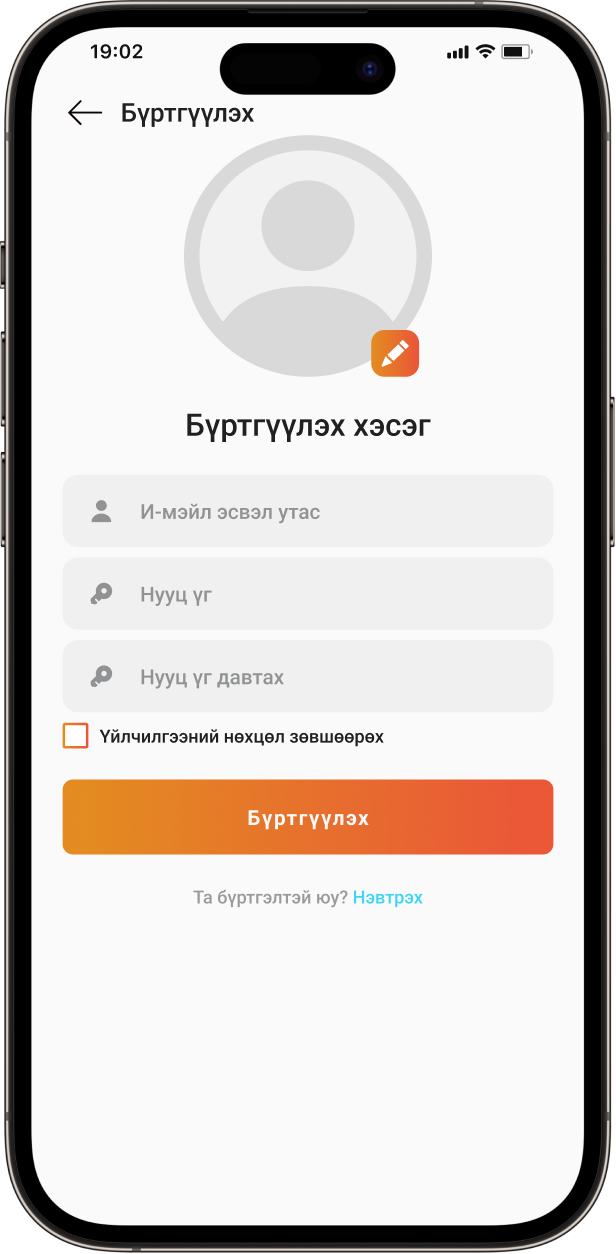 19:02
Бүртгүүлэх
Бүртгүүлэх хэсэг
И-мэйл эсвэл утас
Нууц үг
Нууц үг давтах
Үйлчилгээний нөхцөл зөвшөөрөх
Бүртгүүлэх
Та бүртгэлтэй юу? Нэвтрэх